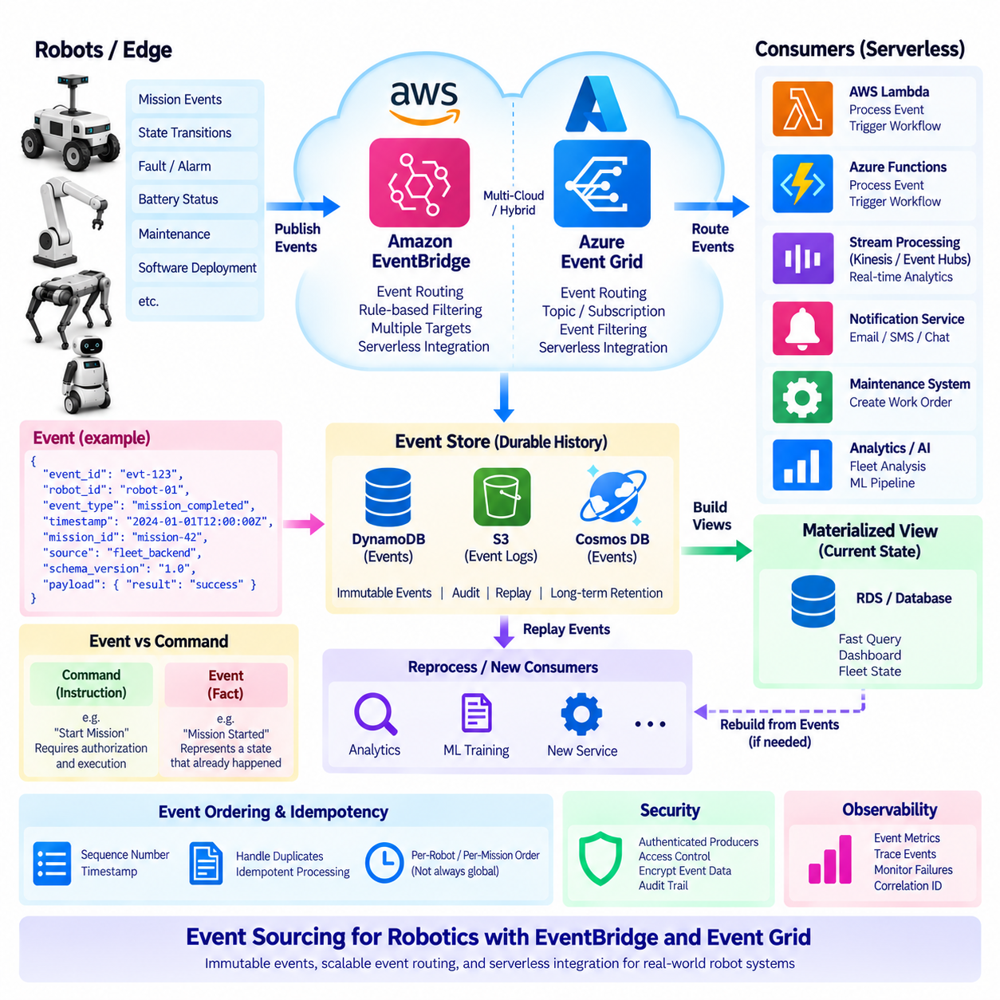 Robots / Edge
Mission Events
State Transitions
Fault / Alarm
Battery Status
Maintenance
Software Deployment
etc.
Publish
Events
aws
Amazon
EventBridge
Event Routing
Rule-based Filtering
Multiple Targets
Serverless Integration
Multi-Cloud
/ Hybrid
Azure
Event Grid
Event Routing
Topic / Subscription
Event Filtering
Serverless Integration
Route
Events
Consumers (Serverless)
AWS Lambda
Process Event
Trigger Workflow
Azure Functions
Process Event
Trigger Workflow
Stream Processing
(Kinesis / Event Hubs)
Real-time Analytics
Notification Service
Email / SMS / Chat
Maintenance System
Create Work Order
Analytics / AI
Fleet Analysis
ML Pipeline
Event (example)
{
"event_id": "evt-123",
"robot_id": "robot-01",
"event_type": "mission_completed",
"timestamp": "2024-01-01T12:00:00Z",
"mission_id": "mission-42",
"source": "fleet_backend",
"schema_version": "1.0",
"payload": { "result": "success" }
}
Event Store (Durable History)
DynamoDB
(Events)
S3
(Event Logs)
Cosmos DB
(Events)
Immutable Events | Audit | Replay | Long-term Retention
Build
Views
Materialized View
(Current State)
RDS / Database
Fast Query
Dashboard
Fleet State
Replay Events
Event vs Command
Command
(Instruction)
e.g.
"Start Mission"
Requires authorization
and execution
Event
(Fact)
e.g.
"Mission Started"
Represents a state
that already happened
Reprocess / New Consumers
Analytics
ML Training
New Service
...
Rebuild from Events
(if needed)
Event Ordering & Idempotency
Sequence Number
Timestamp
Handle Duplicates
Idempotent Processing
Per-Robot / Per-Mission Order
(Not always global)
Security
Authenticated Producers
Access Control
Encrypt Event Data
Audit Trail
Observability
Event Metrics
Trace Events
Monitor Failures
Correlation ID
Event Sourcing for Robotics with EventBridge and Event Grid
Immutable events, scalable event routing, and serverless integration for real-world robot systems